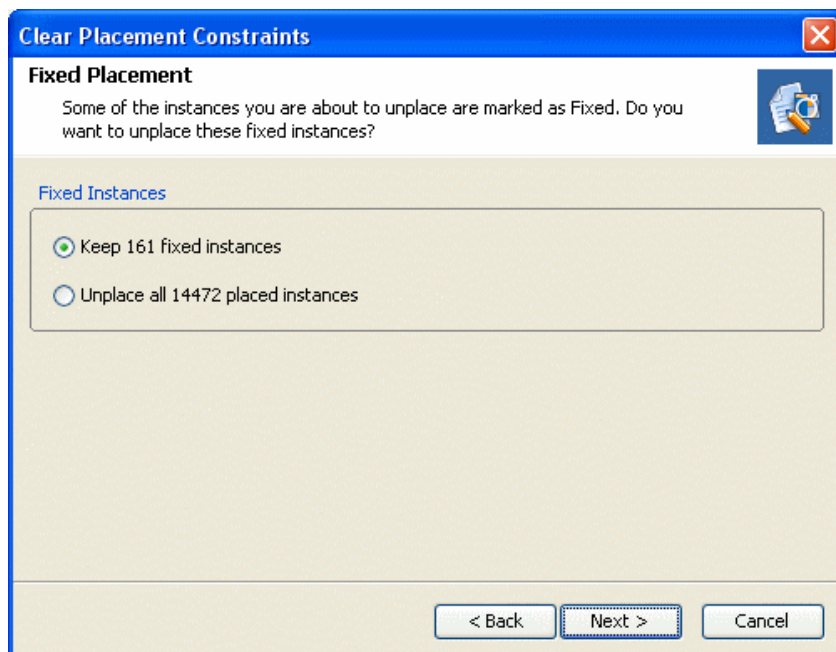 Clear Placement Constraints
Fixed Placement
Some of the instances you are about to unplace are marked as Fixed. Do you
want to unplace these fixed instances?
Fixed Instances
Keep 161 fixed instances
Unplace all 14472 placed instances
< Back
Next >
Cancel